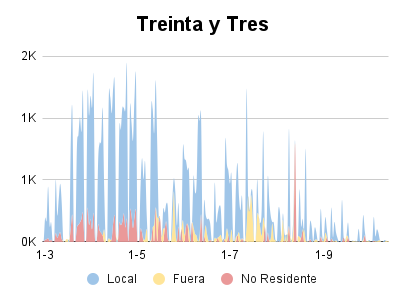 Treinta y Tres
2K
1K
1K
0K
1-3 1-5 1-7 1-9
Local Fuera No Residente